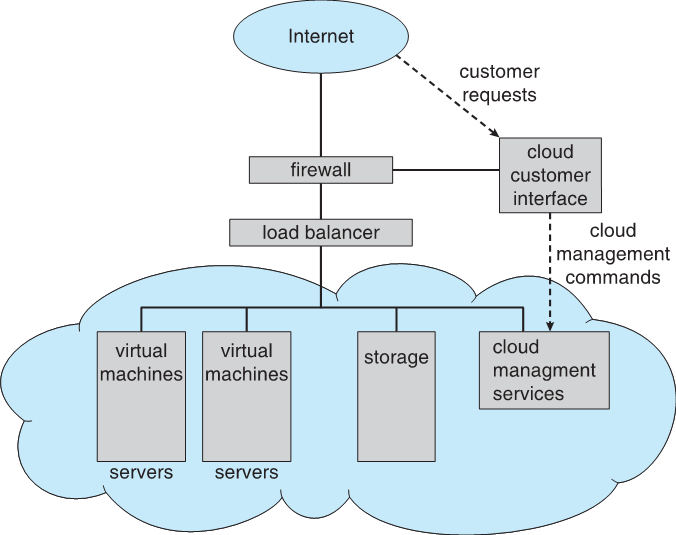 Internet
customer
requests
cloud
customer
interface
firewall
load balancer
cloud
management
commands
virtual
machines
virtual
machines
storage
cloud
managment
services
servers
servers